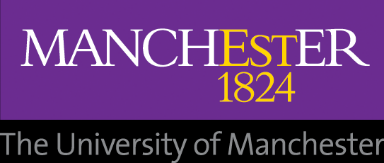 MANCHEsTER
1824
The University of Manchester